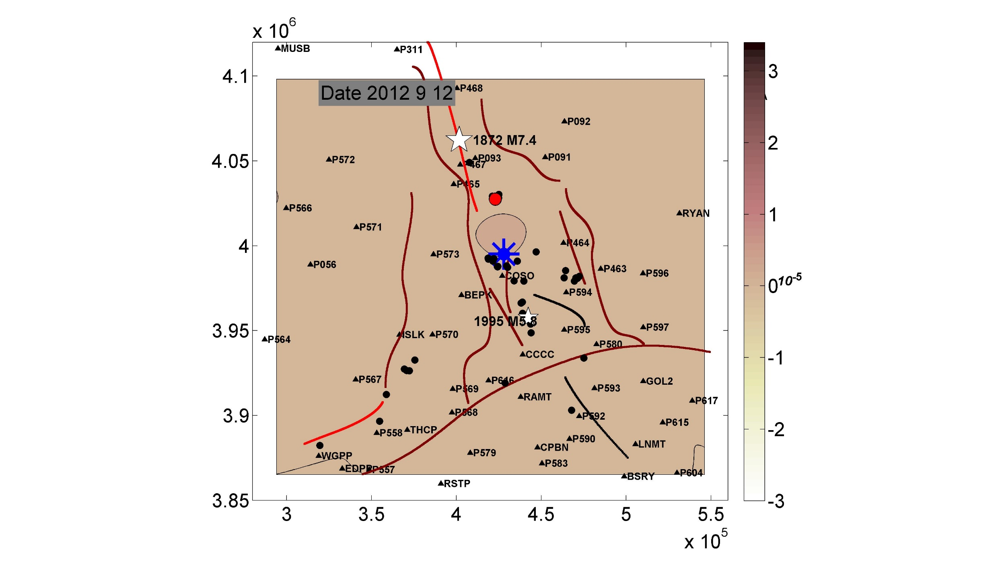 x 10^6
MUSB
P311
4.1
Date 2012 9 12
P468
3
P092
1872 M7.4
2
P572
P093
P091
4.05
P467
P465
P566
RYAN
1
P571
4
P464
P573
P056
P463
P596
COSO
0
10^-5
BEPK
P594
1995 M5.8
P597
3.95
P595
ISLK
P570
P564
P580
CCCC
-1
P567
P616
GOL2
P569
P593
RAMT
P617
3.9
P568
P592
P615
THCP
P558
-2
P590
LNMT
CPBN
P579
WGPP
P583
EDPP
P557
P604
BSRY
RSTP
3.85
-3
3
3.5
4
4.5
5
5.5
x 10^5